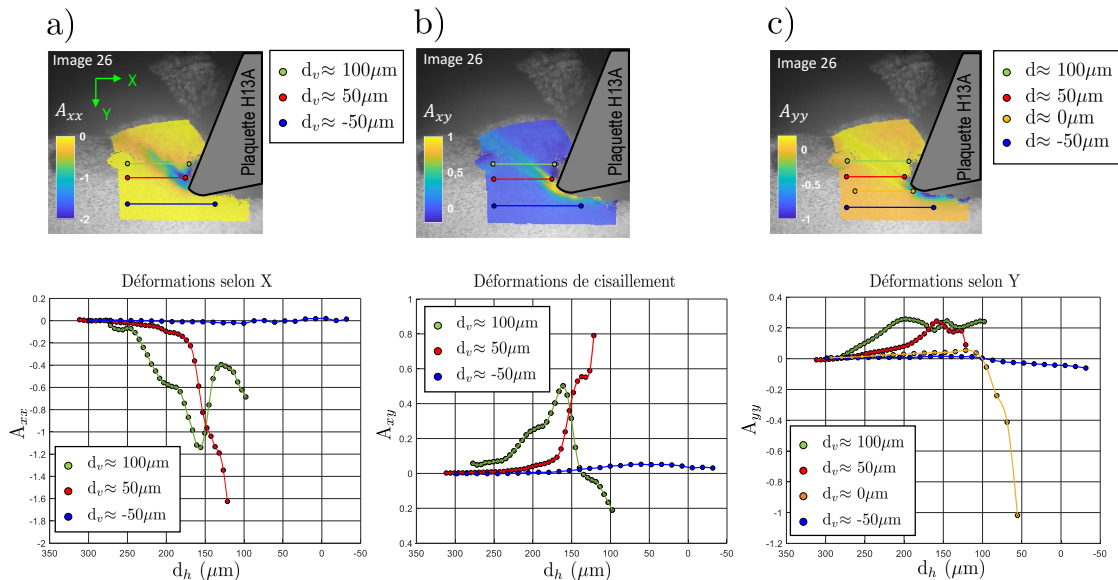 a)
b)
c)
Image 26
X
Y
A_xx
0
-1
-2
Plaquette H13A
d_v ≈ 100μm
d_v ≈ 50μm
d_v ≈ -50μm
Image 26
A_xy
1
0,5
0
Plaquette H13A
Image 26
A_yy
0
-0.5
-1
Plaquette H13A
d≈ 100μm
d≈ 50μm
d≈ 0μm
d≈ -50μm
Déformations selon X
0.2
0
-0.2
-0.4
-0.6
-0.8
-1
-1.2
-1.4
-1.6
-1.8
-2
A_xx
d_v ≈ 100μm
d_v ≈ 50μm
d_v ≈ -50μm
350 300 250 200 150 100 50 0 -50
d_h (μm)
Déformations de cisaillement
1
0.8
0.6
0.4
0.2
0
0.2
0.4
A_xy
d_v ≈ 100μm
d_v ≈ 50μm
d_v ≈ -50μm
350 300 250 200 150 100 50 0 -50
d_h (μm)
Déformations selon Y
0.4
0.2
0
-0.2
-0.4
-0.6
-0.8
-1
-1.2
A_yy
d_v ≈ 100μm
d_v ≈ 50μm
d_v ≈ 0μm
d_v ≈ -50μm
350 300 250 200 150 100 50 0 -50
d_h (μm)